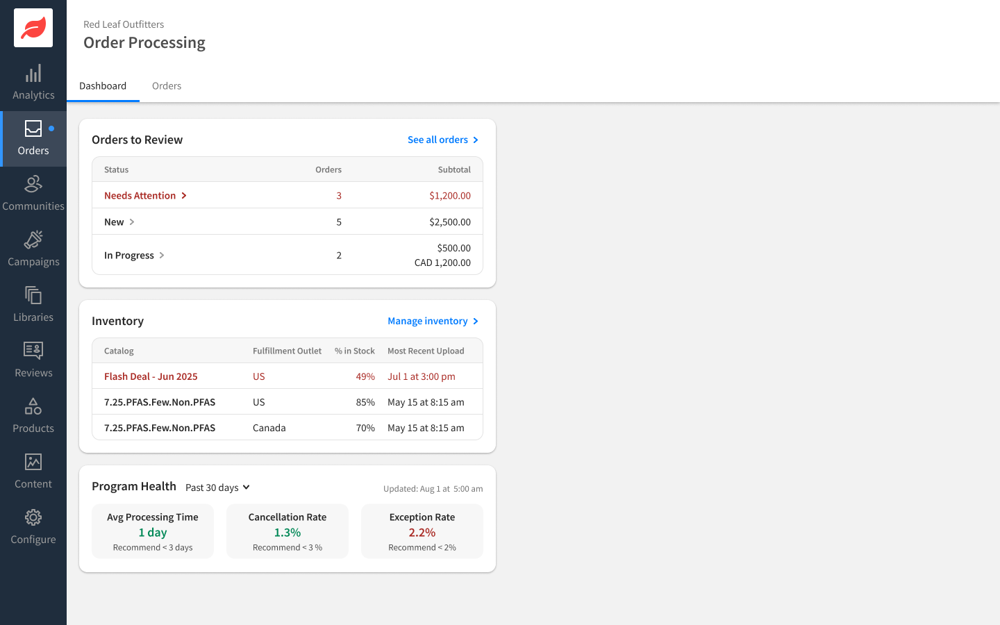 Red Leaf Outfitters
Order Processing
Analytics
Orders
Communities
Campaigns
Libraries
Reviews
Products
Content
Configure
Dashboard Orders
Orders to Review See all orders
Status Orders Subtotal
Needs Attention 3 $1,200.00
New 5 $2,500.00
In Progress 2 $500.00
CAD 1,200.00
Inventory Manage inventory
Catalog Fulfillment Outlet % in Stock Most Recent Upload
Flash Deal - Jun 2025 US 49% Jul 1 at 3:00 pm
7.25.PFAS.Few.Non.PFAS US 85% May 15 at 8:15 am
7.25.PFAS.Few.Non.PFAS Canada 70% May 15 at 8:15 am
Program Health Past 30 days Updated: Aug 1 at 5:00 am
Avg Processing Time Cancellation Rate Exception Rate
1 day 1.3% 2.2%
Recommend < 3 days Recommend < 3 % Recommend < 2%